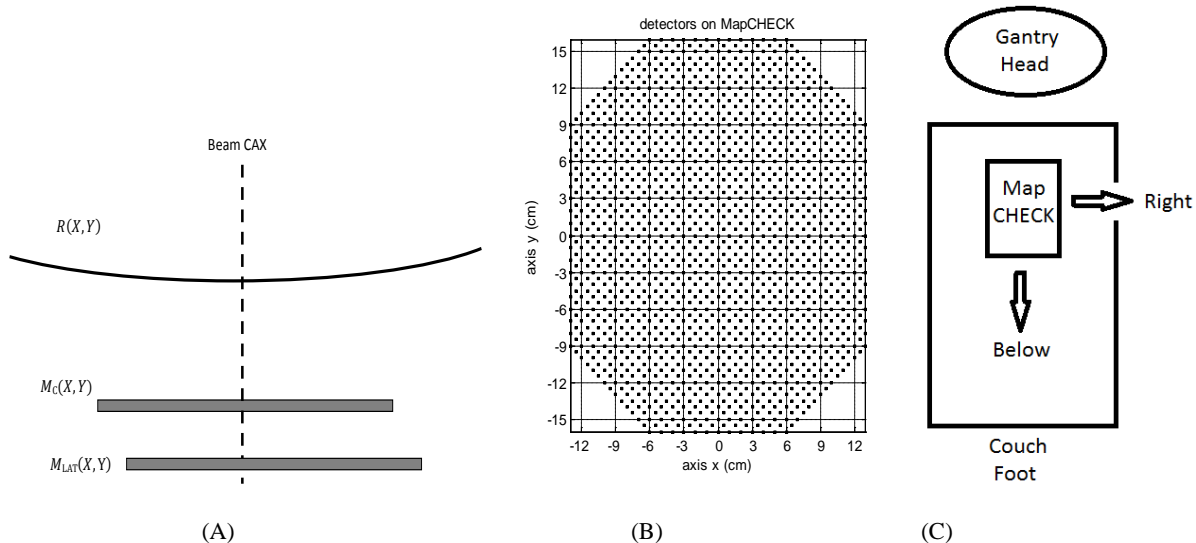 Beam CAX
R(X,Y)
M_C(X,Y)
M_LAT(X,Y)
(A)
detectors on MapCHECK
15
12
9
6
3
0
-3
-6
-9
-12
-15
axis y (cm)
-12 -9 -6 -3 0 3 6 9 12
axis x (cm)
(B)
Gantry
Head
Map
CHECK
Right
Below
Couch
Foot
(C)